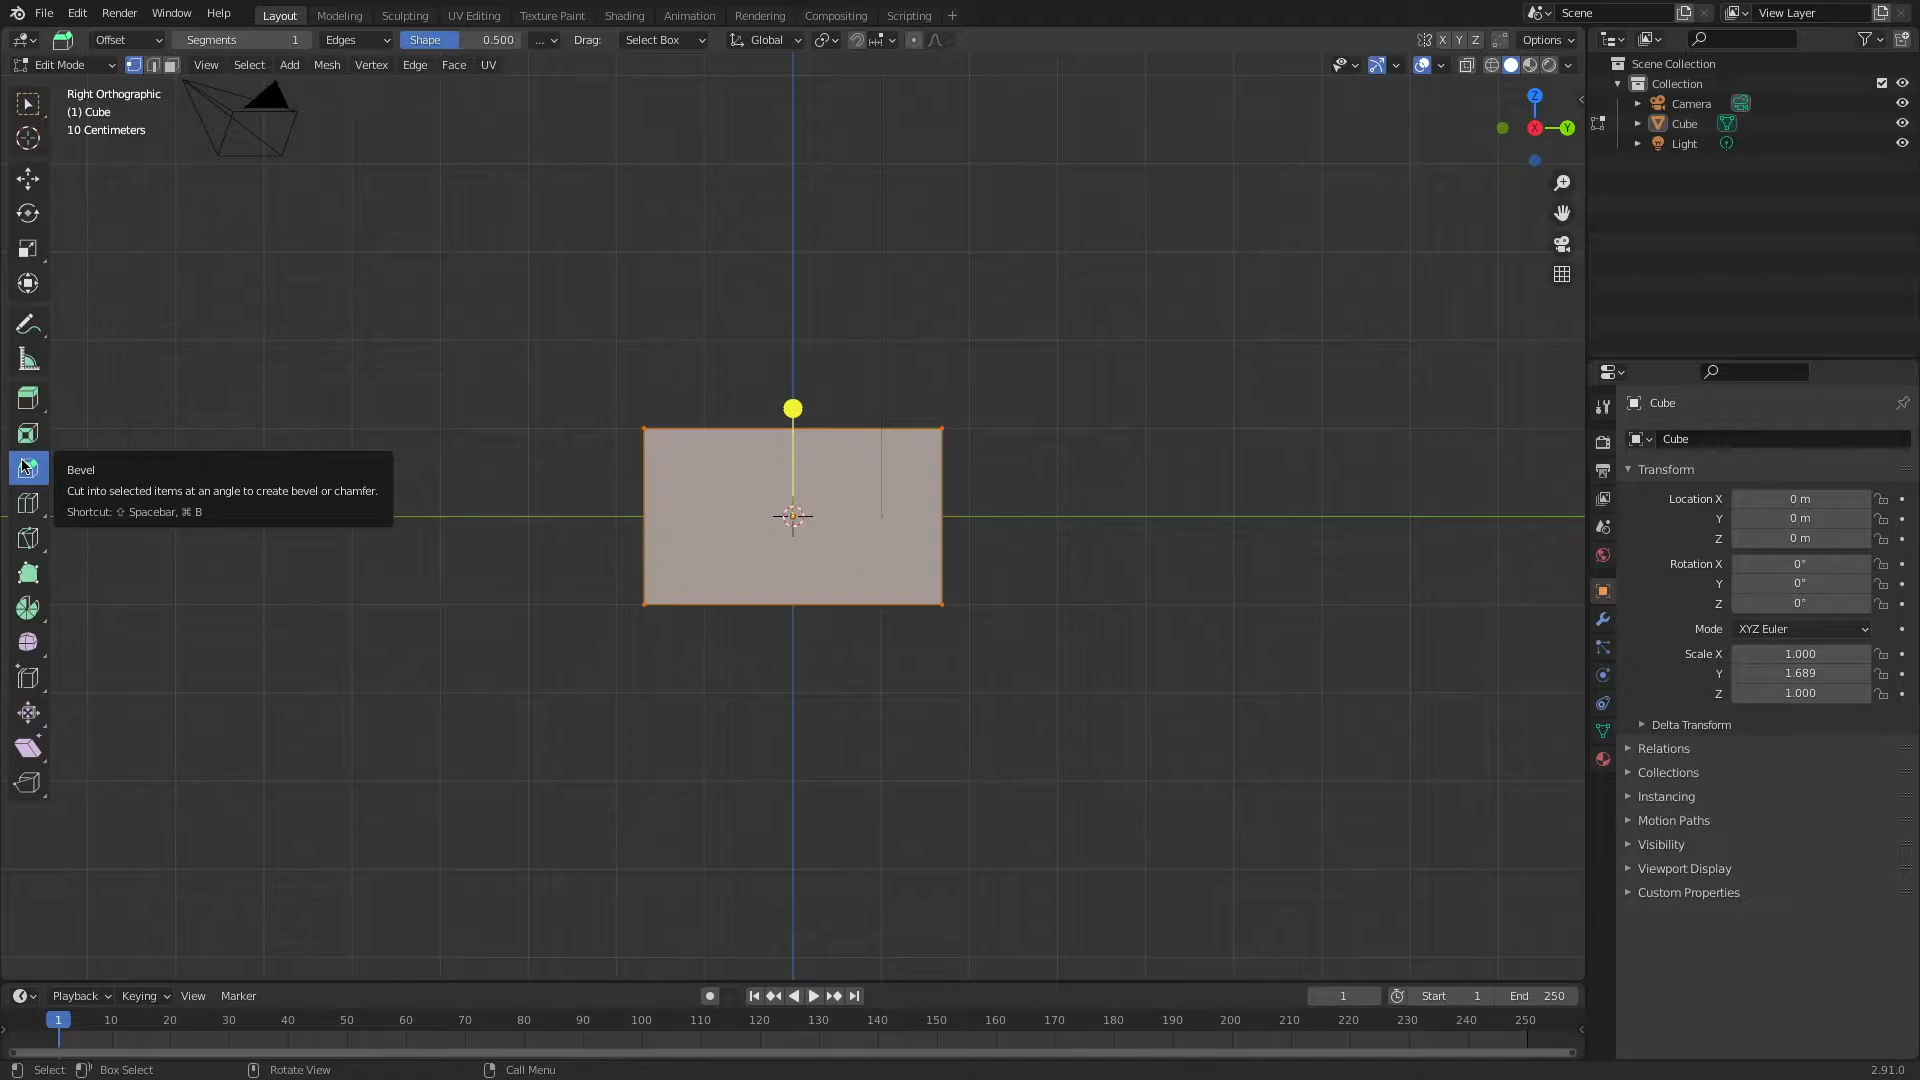 File Edit Render Window Help Layout Modeling Sculpting UV Editing Texture Paint Shading Animation Rendering Compositing Scripting + Scene View Layer
Offset Segments 1 Edges Shape 0.500 ... Drag: Select Box Global X Y Z Options
Edit Mode View Select Add Mesh Vertex Edge Face UV
Right Orthographic
(1) Cube
10 Centimeters
Z
X
Y
Bevel
Cut into selected items at an angle to create bevel or chamfer.
Shortcut: ⇧ Spacebar, ⌘ B
Scene Collection
Collection
Camera
Cube
Light
Cube
Cube
Transform
Location X 0 m
Y 0 m
Z 0 m
Rotation X 0°
Y 0°
Z 0°
Mode XYZ Euler
Scale X 1.000
Y 1.689
Z 1.000
Delta Transform
Relations
Collections
Instancing
Motion Paths
Visibility
Viewport Display
Custom Properties
Playback Keying View Marker 1 Start 1 End 250
1 10 20 30 40 50 60 70 80 90 100 110 120 130 140 150 160 170 180 190 200 210 220 230 240 250
Select Box Select Rotate View Call Menu 2.91.0